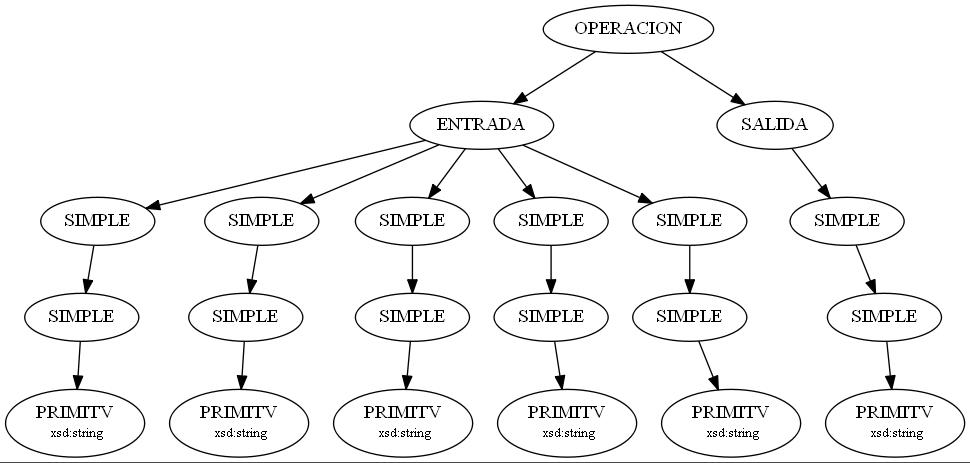 OPERACION
ENTRADA
SALIDA
SIMPLE
SIMPLE
SIMPLE
SIMPLE
SIMPLE
SIMPLE
SIMPLE
SIMPLE
SIMPLE
SIMPLE
SIMPLE
SIMPLE
PRIMITV
xsd:string
PRIMITV
xsd:string
PRIMITV
xsd:string
PRIMITV
xsd:string
PRIMITV
xsd:string
PRIMITV
xsd:string